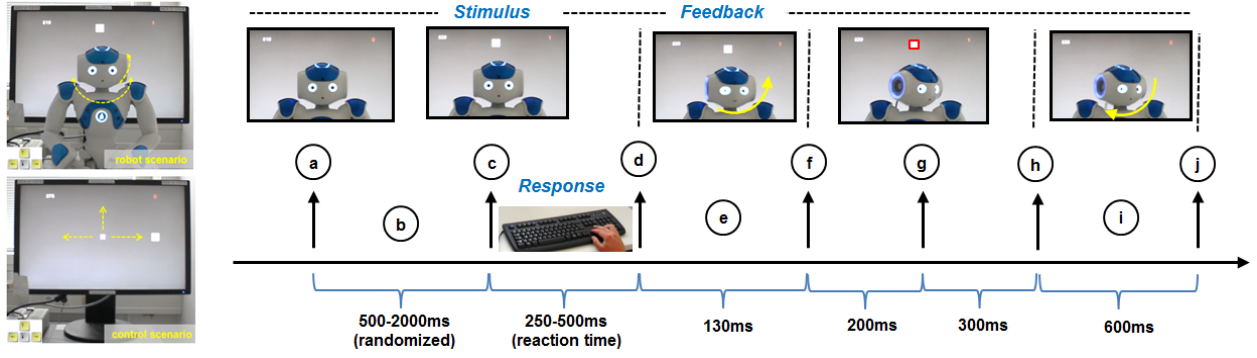 Stimulus
Feedback
robot scenario
a
c
d
f
g
h
j
Response
b
e
i
control scenario
500-2000ms
(randomized)
250-500ms
(reaction time)
130ms
200ms
300ms
600ms